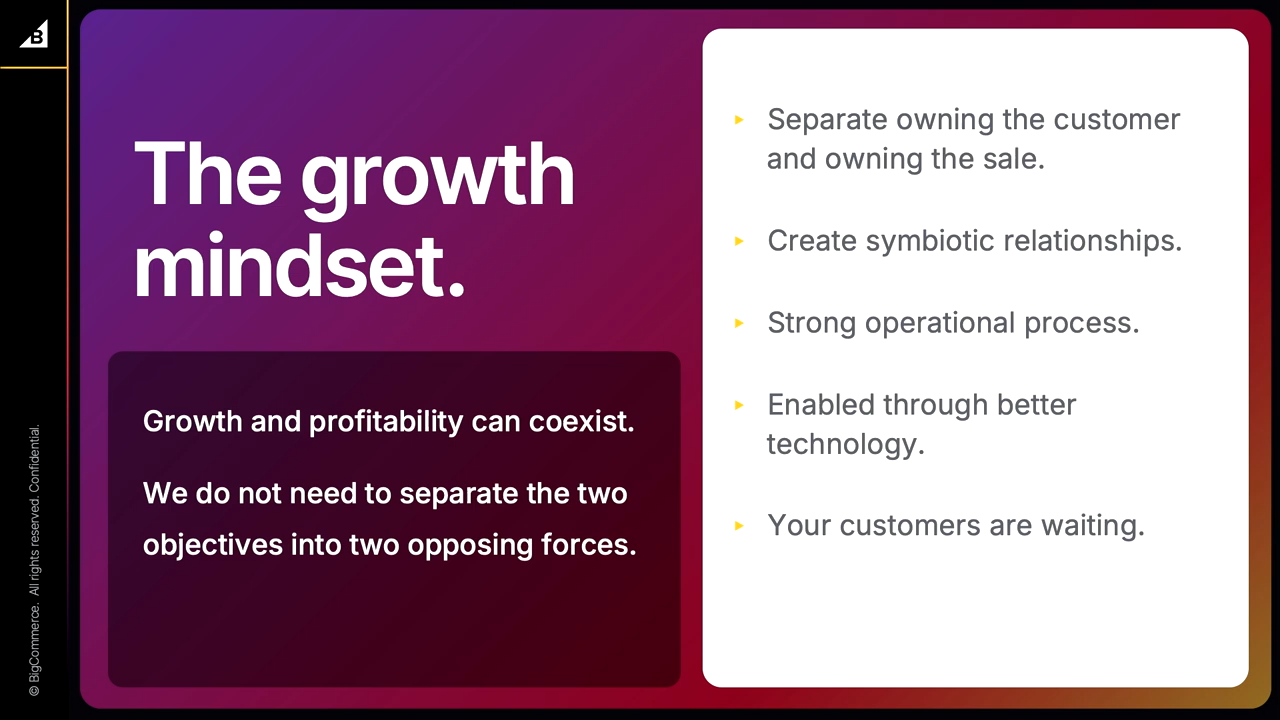 B
The growth
mindset.
Growth and profitability can coexist.
We do not need to separate the two
objectives into two opposing forces.
▸ Separate owning the customer
and owning the sale.
▸ Create symbiotic relationships.
▸ Strong operational process.
▸ Enabled through better
technology.
▸ Your customers are waiting.
© BigCommerce. All rights reserved. Confidential.